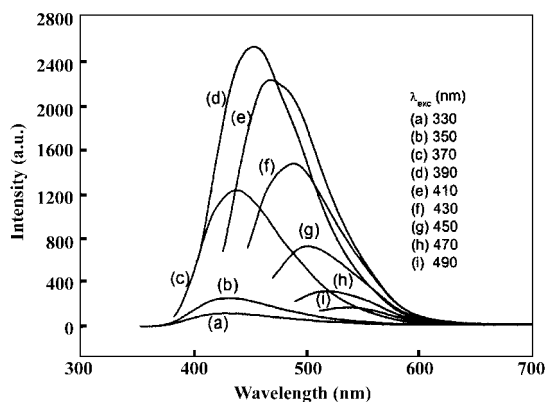 2800
2400
2000
1600
1200
800
400
0
Intensity (a.u.)
300
400
500
600
700
Wavelength (nm)
(d)
(e)
(f)
(c)
(g)
(b)
(h)
(i)
(a)
λexc (nm)
(a) 330
(b) 350
(c) 370
(d) 390
(e) 410
(f) 430
(g) 450
(h) 470
(i) 490